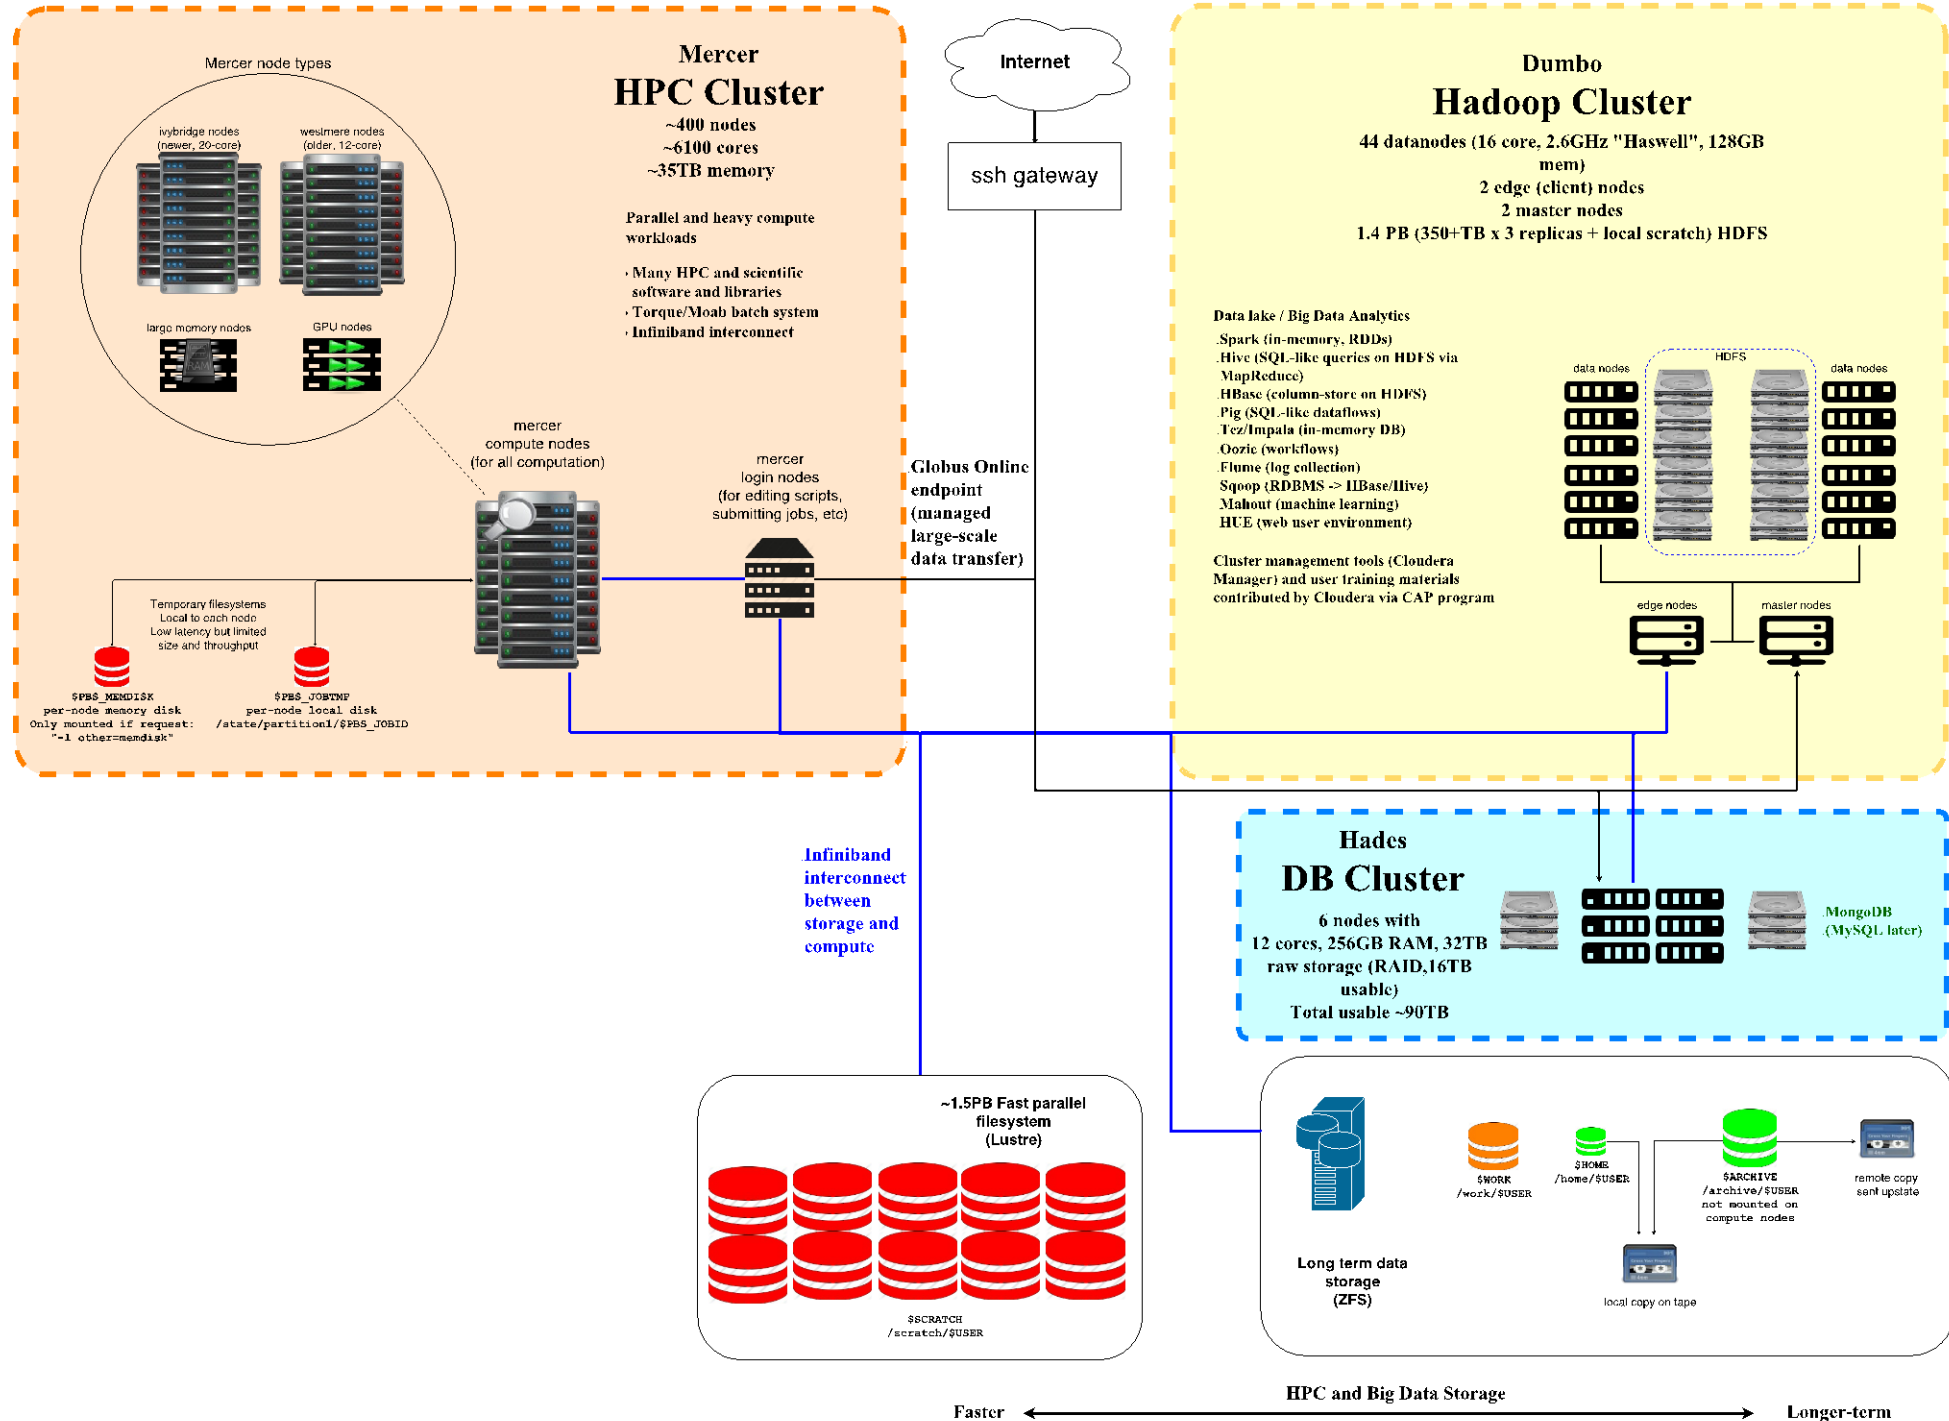 Mercer node types
ivybridge nodes
(newer, 20-core)
westmere nodes
(older, 12-core)
large memory nodes
RAM
GPU nodes
Mercer
HPC Cluster
~400 nodes
~6100 cores
~35TB memory
Parallel and heavy compute
workloads
Many HPC and scientific
software and libraries
Torque/Moab batch system
Infiniband interconnect
mercer
compute nodes
(for all computation)
mercer
login nodes
(for editing scripts,
submitting jobs, etc)
Temporary filesystems
Local to each node
Low latency but limited
size and throughput
$PBS_MEMDISK
per-node memory disk
Only mounted if request:
"-l other=memdisk"
$PBS_JOBTMP
per-node local disk
/state/partition1/$PBS_JOBID
Internet
ssh gateway
Globus Online
endpoint
(managed
large-scale
data transfer)
Dumbo
Hadoop Cluster
44 datanodes (16 core, 2.6GHz "Haswell", 128GB
mem)
2 edge (client) nodes
2 master nodes
1.4 PB (350+TB x 3 replicas + local scratch) HDFS
Data lake / Big Data Analytics
.Spark (in-memory, RDDs)
.Hive (SQL-like queries on HDFS via
MapReduce)
.HBase (column-store on HDFS)
.Pig (SQL-like dataflows)
.Tez/Impala (in-memory DB)
.Oozie (workflows)
.Flume (log collection)
Sqoop (RDBMS -> HBase/Hive)
Mahout (machine learning)
HUE (web user environment)
Cluster management tools (Cloudera
Manager) and user training materials
contributed by Cloudera via CAP program
data nodes
HDFS
data nodes
edge nodes
master nodes
Infiniband
interconnect
between
storage and
compute
Hades
DB Cluster
6 nodes with
12 cores, 256GB RAM, 32TB
raw storage (RAID,16TB
usable)
Total usable ~90TB
.MongoDB
.(MySQL later)
~1.5PB Fast parallel
filesystem
(Lustre)
$SCRATCH
/scratch/$USER
Long term data
storage
(ZFS)
$WORK
/work/$USER
$HOME
/home/$USER
$ARCHIVE
/archive/$USER
not mounted on
compute nodes
remote copy
sent upstate
local copy on tape
HPC and Big Data Storage
Faster
Longer-term